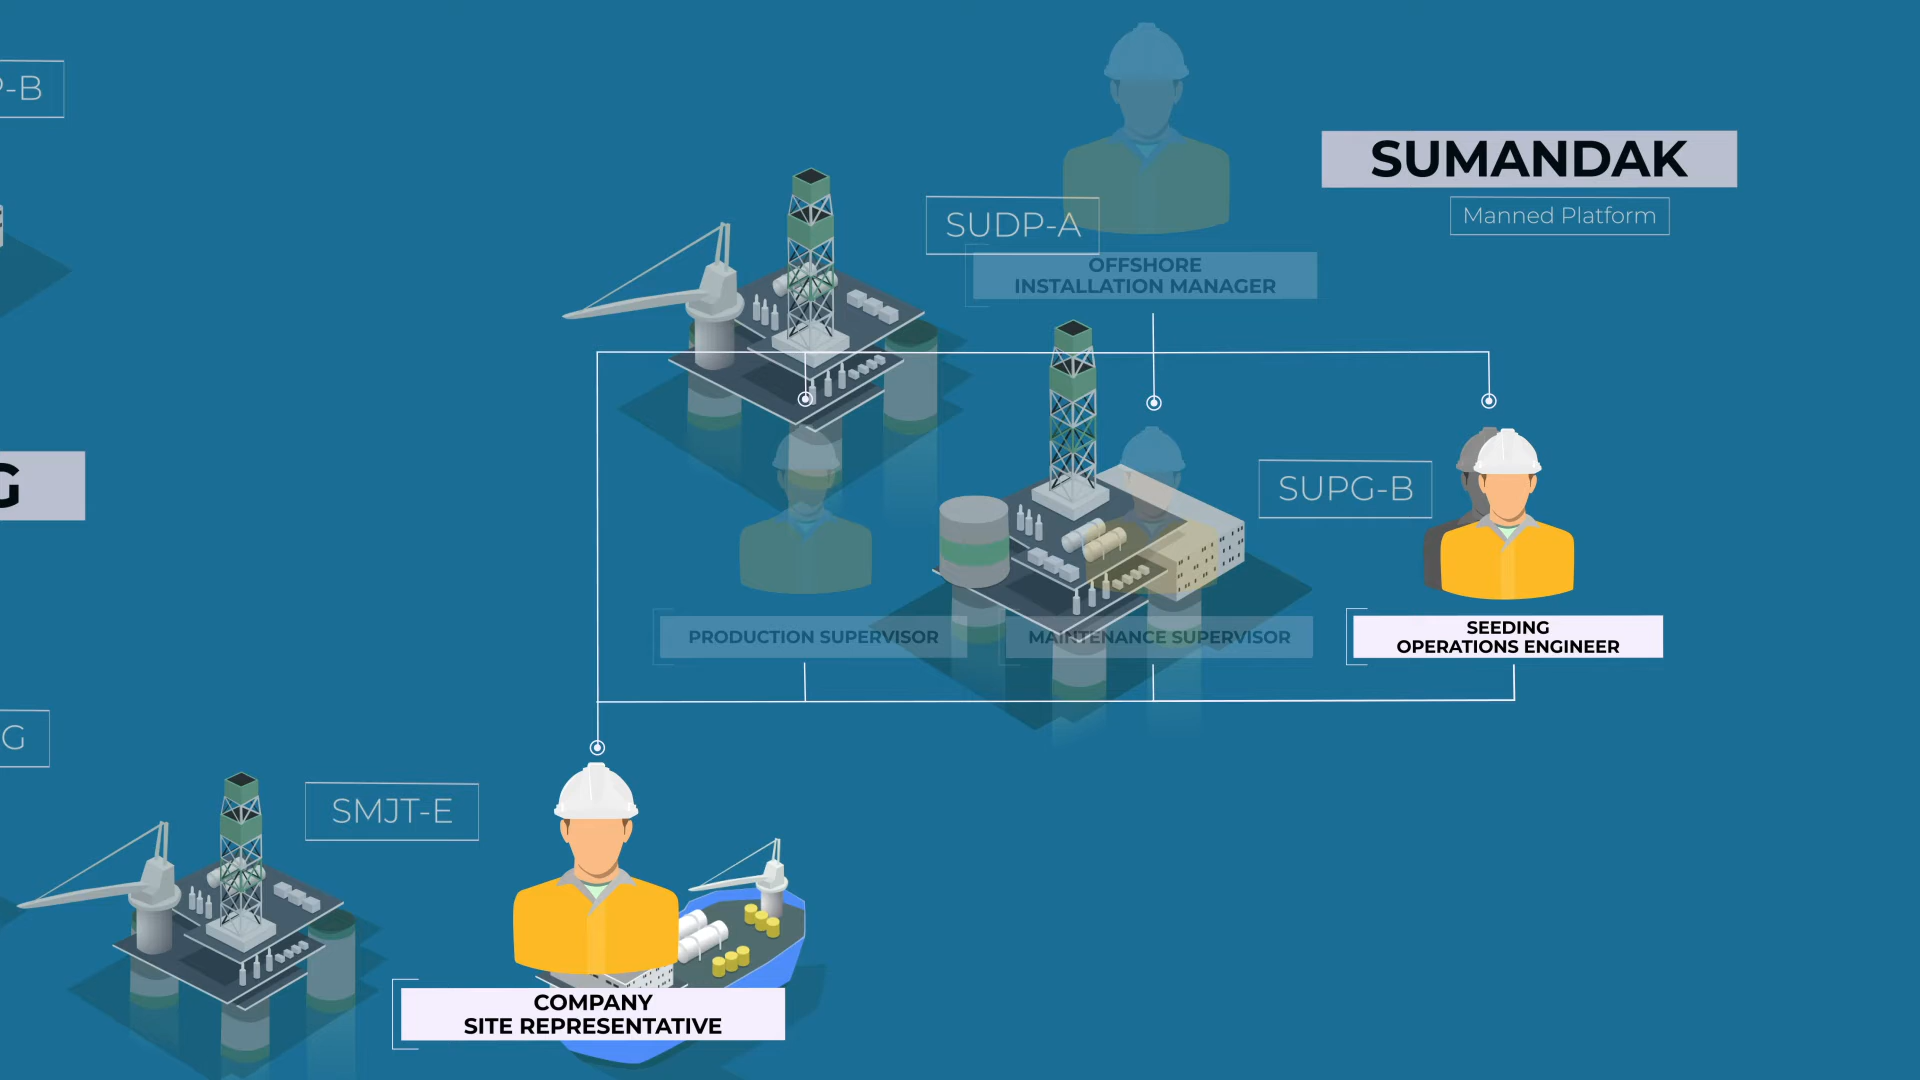 P-B
SUMANDAK
Manned Platform
SUDP-A
OFFSHORE
INSTALLATION MANAGER
G
SUPG-B
PRODUCTION SUPERVISOR
MAINTENANCE SUPERVISOR
SEEDING
OPERATIONS ENGINEER
G
SMJT-E
COMPANY
SITE REPRESENTATIVE